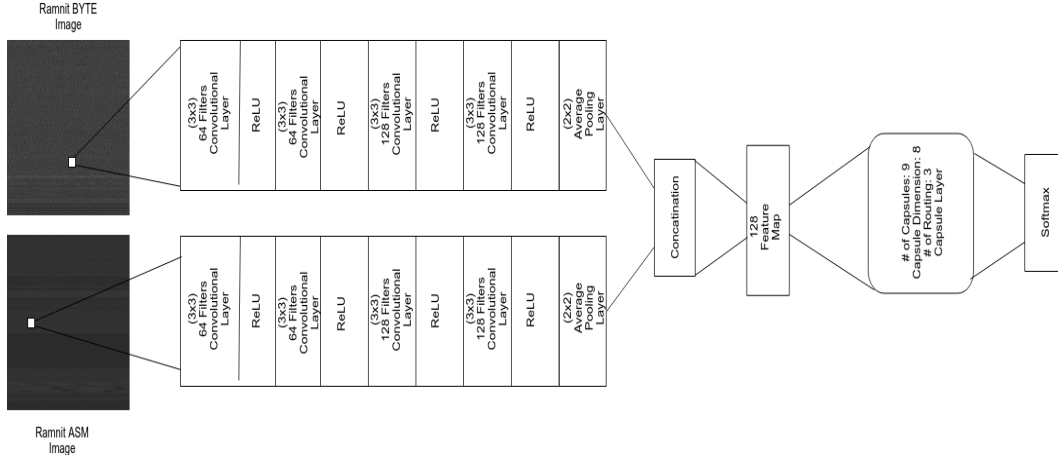 Ramnit BYTE
Image
(3x3)
64 Filters
Convolutional
Layer
ReLU
(3x3)
64 Filters
Convolutional
Layer
ReLU
(3x3)
128 Filters
Convolutional
Layer
ReLU
(3x3)
128 Filters
Convolutional
Layer
ReLU
(2x2)
Average
Pooling
Layer
(3x3)
64 Filters
Convolutional
Layer
ReLU
(3x3)
64 Filters
Convolutional
Layer
ReLU
(3x3)
128 Filters
Convolutional
Layer
ReLU
(3x3)
128 Filters
Convolutional
Layer
ReLU
(2x2)
Average
Pooling
Layer
Ramnit ASM
Image
Concatination
128
Feature
Map
# of Capsules: 9
Capsule Dimension: 8
# of Routing: 3
Capsule Layer
Softmax